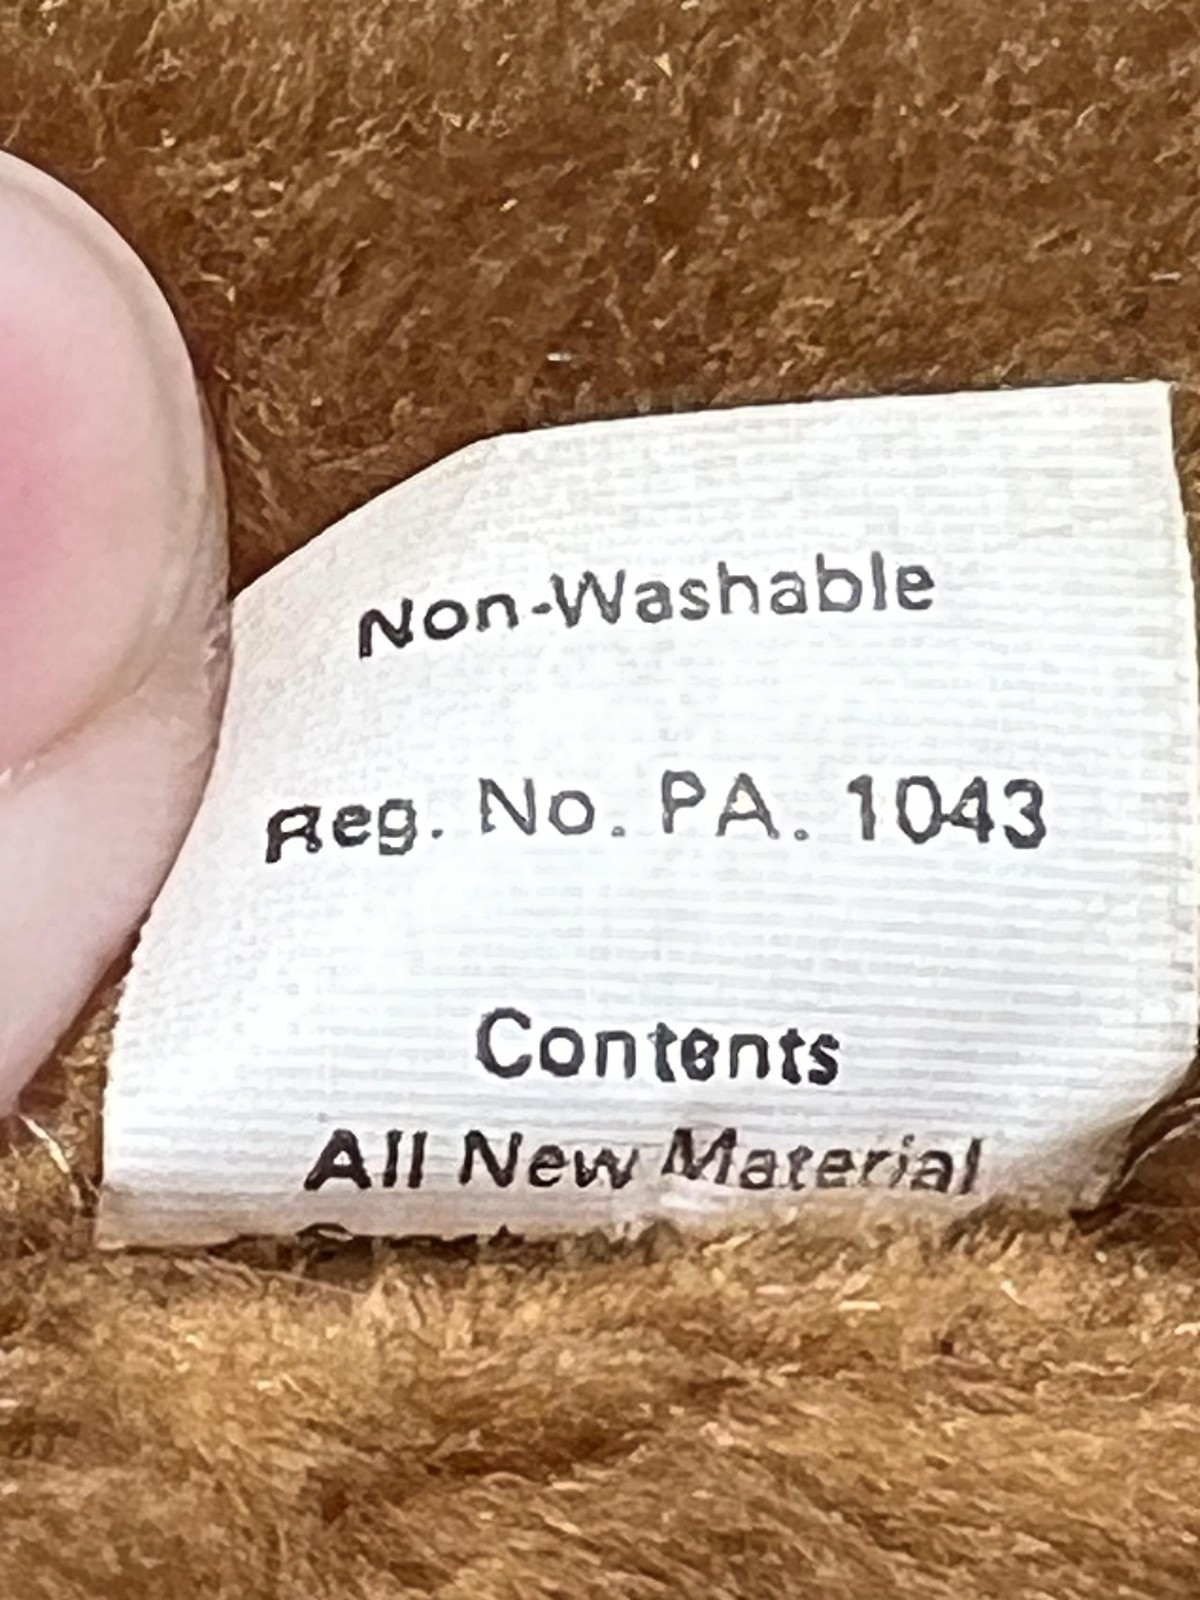 Non-Washable
Reg. No. PA. 1043
Contents
All New Material